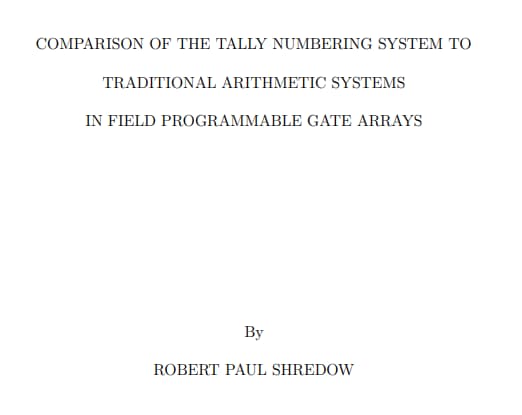 COMPARISON OF THE TALLY NUMBERING SYSTEM TO
TRADITIONAL ARITHMETIC SYSTEMS
IN FIELD PROGRAMMABLE GATE ARRAYS
By
ROBERT PAUL SHREDOW